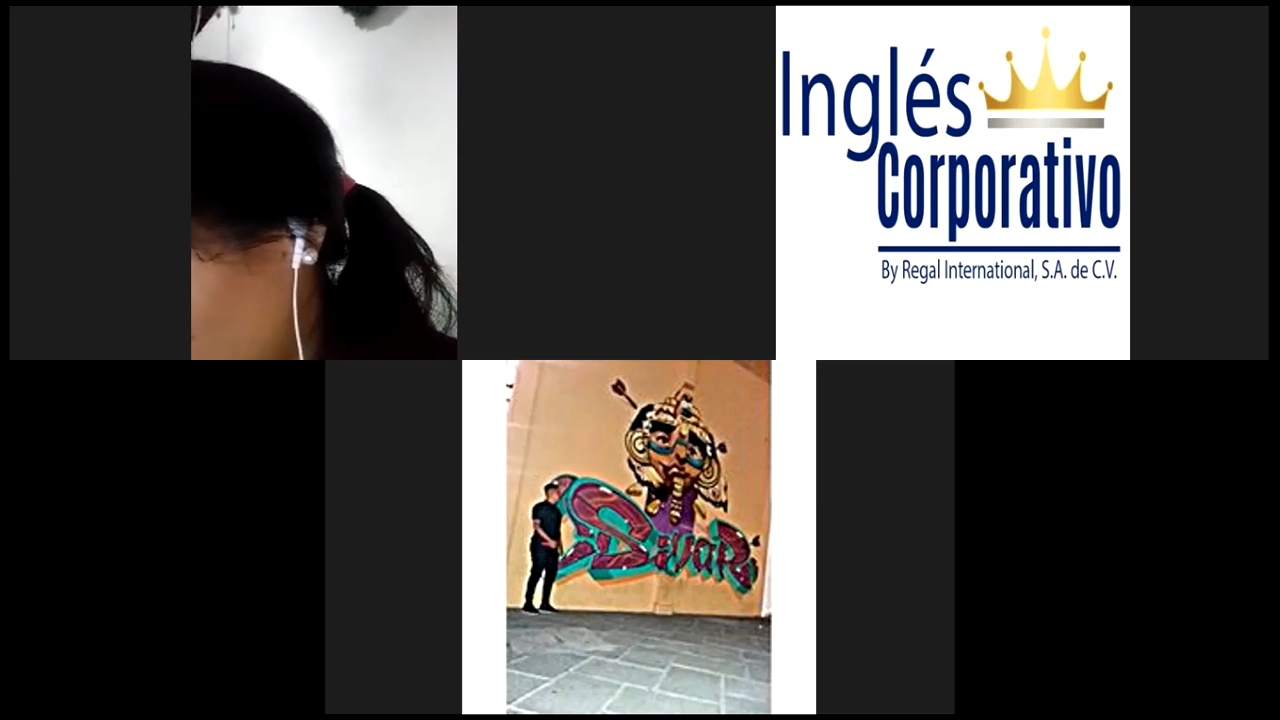 Inglés
Corporativo
By Regal International, S.A. de C.V.